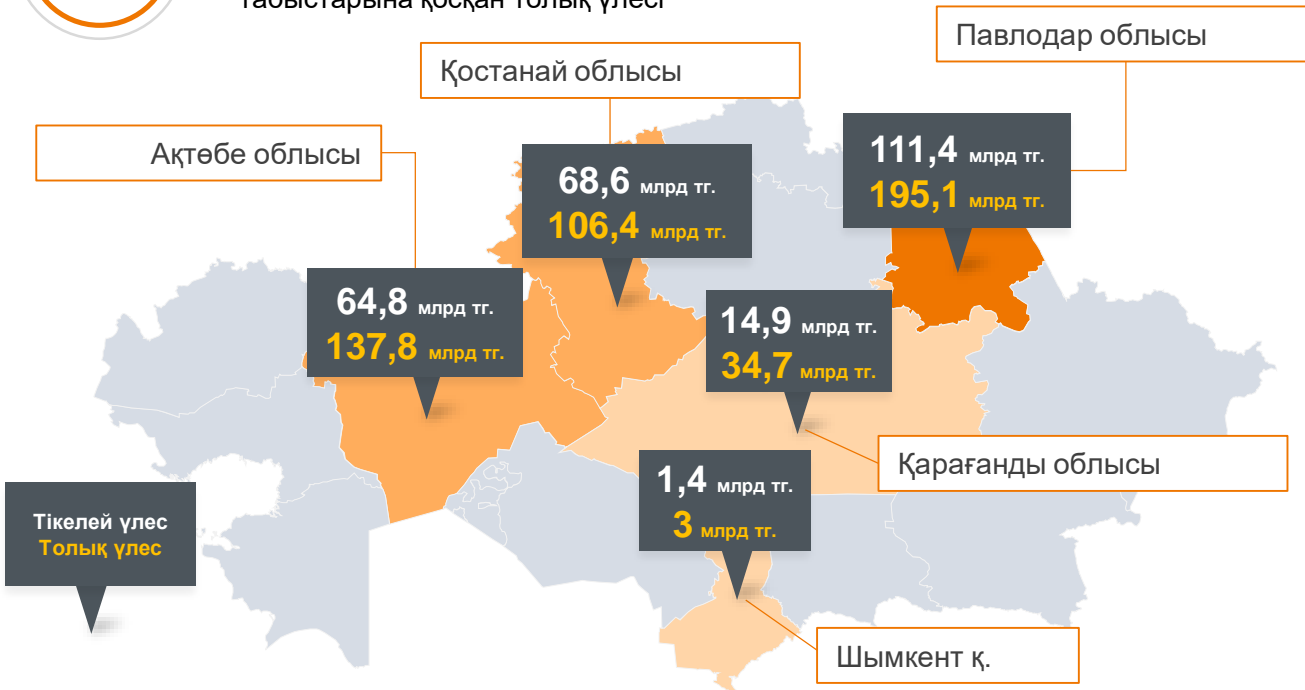 табыстарына қосқан толық үлесі
Павлодар облысы
Қостанай облысы
Ақтөбе облысы
111,4 млрд тг.
195,1 млрд тг.
68,6 млрд тг.
106,4 млрд тг.
64,8 млрд тг.
137,8 млрд тг.
14,9 млрд тг.
34,7 млрд тг.
Қарағанды облысы
1,4 млрд тг.
3 млрд тг.
Тікелей үлес
Толық үлес
Шымкент қ.